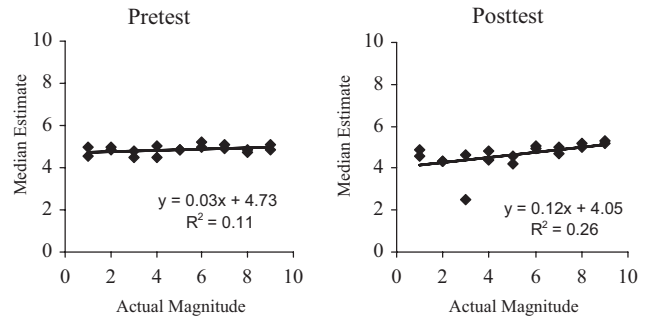 Pretest
10
8
6
4
2
0
Median Estimate
y = 0.03x + 4.73
R² = 0.11
0 2 4 6 8 10
Actual Magnitude
Posttest
10
8
6
4
2
0
Median Estimate
y = 0.12x + 4.05
R² = 0.26
0 2 4 6 8 10
Actual Magnitude